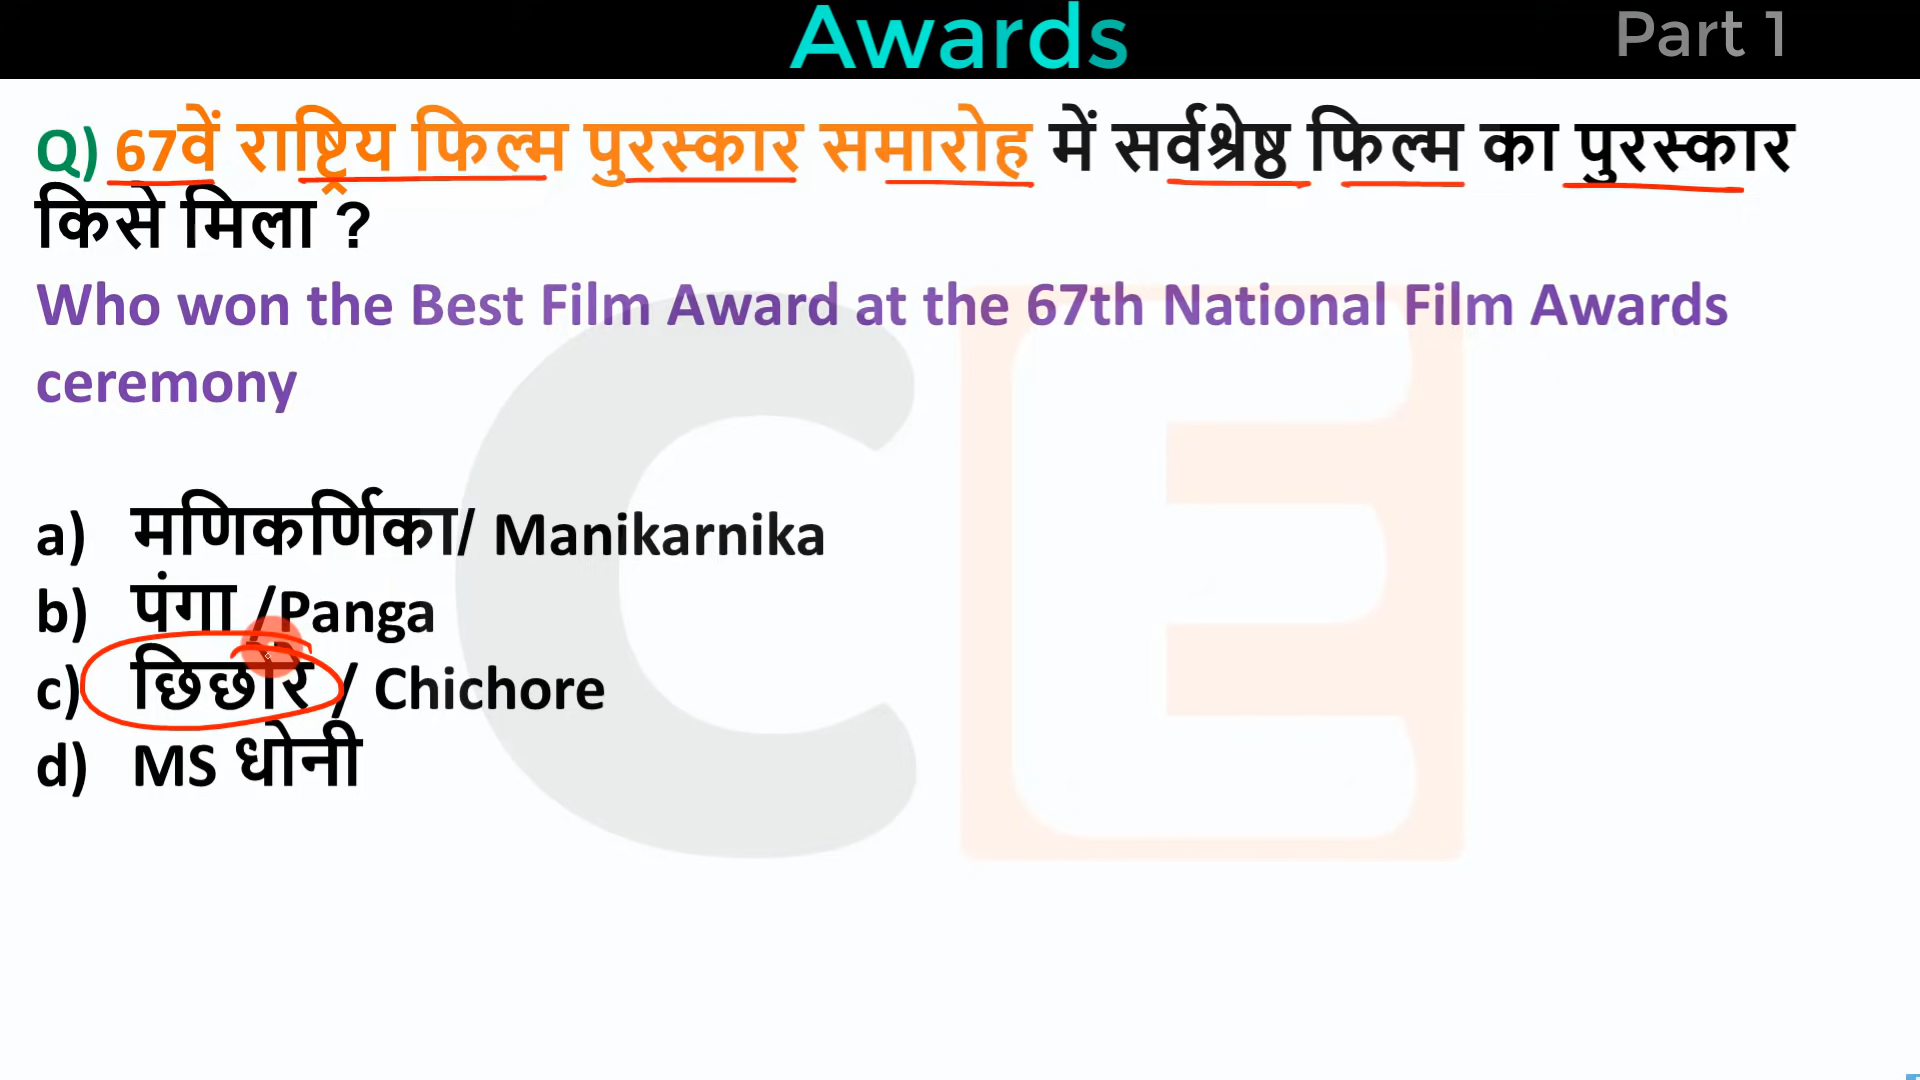 Awards
Part 1
Q) 67वें राष्ट्रिय फिल्म पुरस्कार समारोह में सर्वश्रेष्ठ फिल्म का पुरस्कार
किसे मिला ?
Who won the Best Film Award at the 67th National Film Awards
ceremony
a) मणिकर्णिका/ Manikarnika
b) पंगा /Panga
c) छिछोरे / Chichore
d) MS धोनी
CE